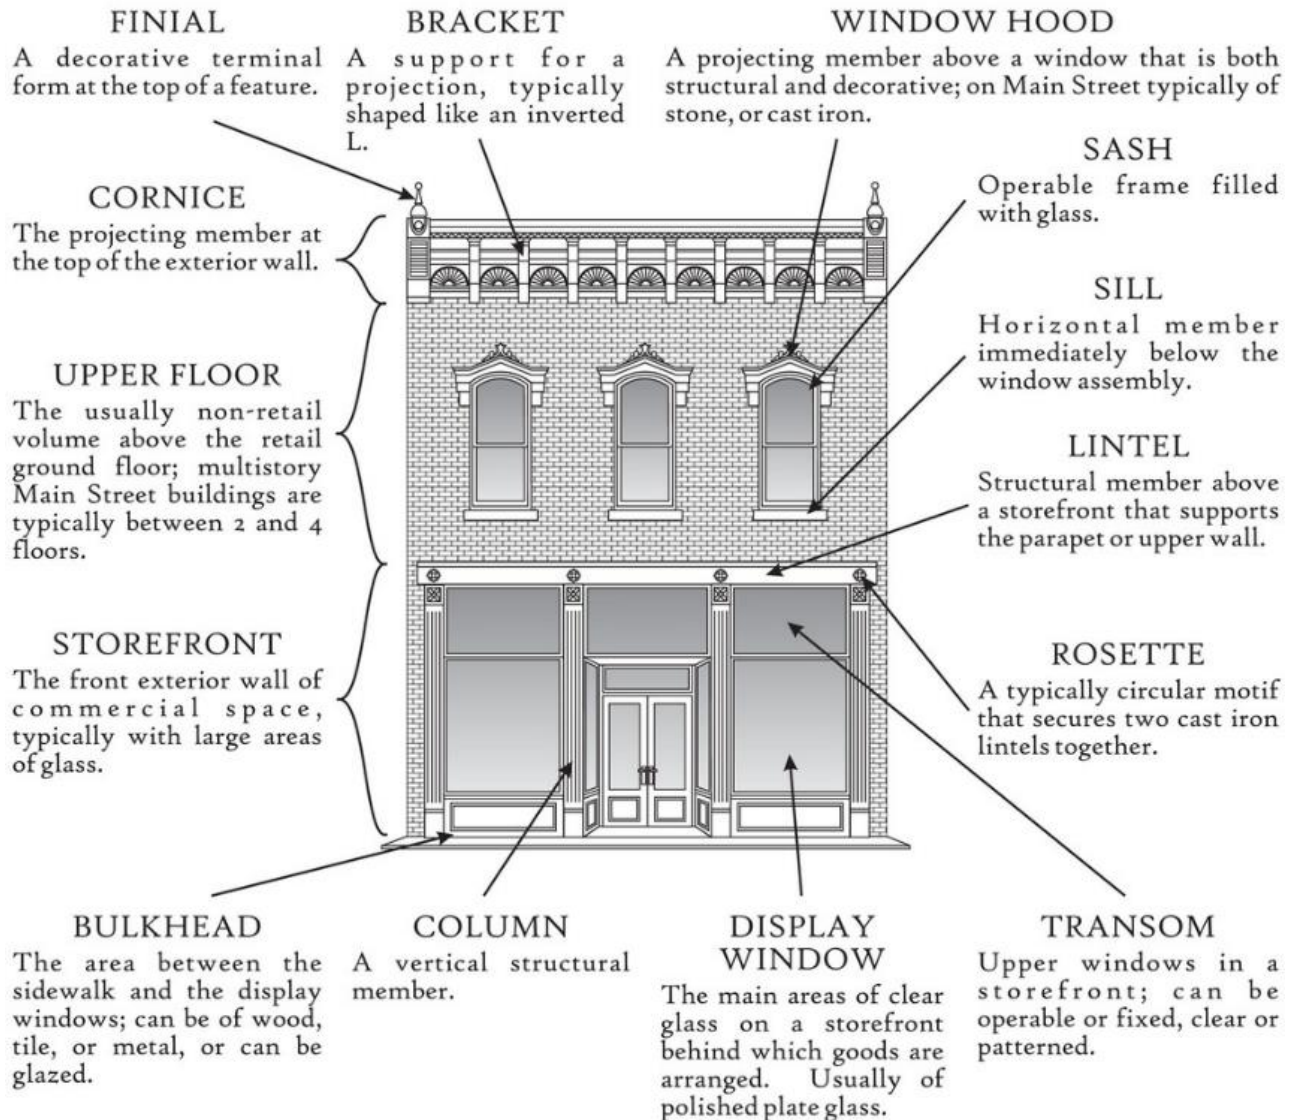 FINIAL
A decorative terminal
form at the top of a feature.
BRACKET
A support for a
projection, typically
shaped like an inverted
L.
WINDOW HOOD
A projecting member above a window that is both
structural and decorative; on Main Street typically of
stone, or cast iron.
SASH
Operable frame filled
with glass.
CORNICE
The projecting member at
the top of the exterior wall.
SILL
Horizontal member
immediately below the
window assembly.
UPPER FLOOR
The usually non-retail
volume above the retail
ground floor; multistory
Main Street buildings are
typically between 2 and 4
floors.
LINTEL
Structural member above
a storefront that supports
the parapet or upper wall.
STOREFRONT
The front exterior wall of
commercial space,
typically with large areas
of glass.
ROSETTE
A typically circular motif
that secures two cast iron
lintels together.
BULKHEAD
The area between the
sidewalk and the display
windows; can be of wood,
tile, or metal, or can be
glazed.
COLUMN
A vertical structural
member.
DISPLAY
WINDOW
The main areas of clear
glass on a storefront
behind which goods are
arranged. Usually of
polished plate glass.
TRANSOM
Upper windows in a
storefront; can be
operable or fixed, clear or
patterned.